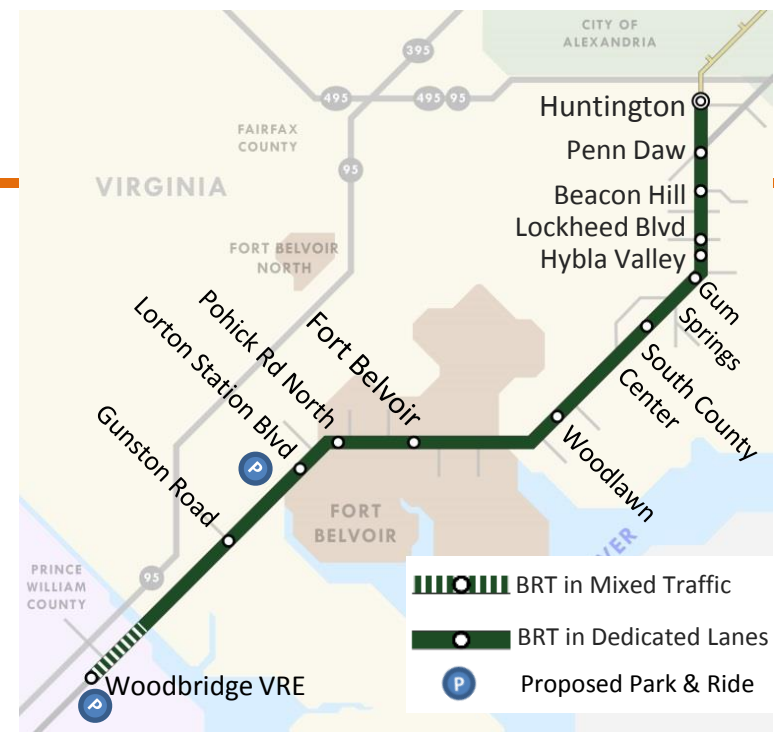 CITY OF
ALEXANDRIA
395
495
495
95
Huntington
FAIRFAX
COUNTY
Penn Daw
95
VIRGINIA
Beacon Hill
Lockheed Blvd
FORT BELVOIR
NORTH
Hybla Valley
Gum
Springs
Pohick Rd North
Fort Belvoir
Lorton Station Blvd
South County
Center
Gunston Road
Woodlawn
P
FORT
BELVOIR
PRINCE
WILLIAM
COUNTY
95
BRT in Mixed Traffic
BRT in Dedicated Lanes
Woodbridge VRE
P
P
Proposed Park & Ride